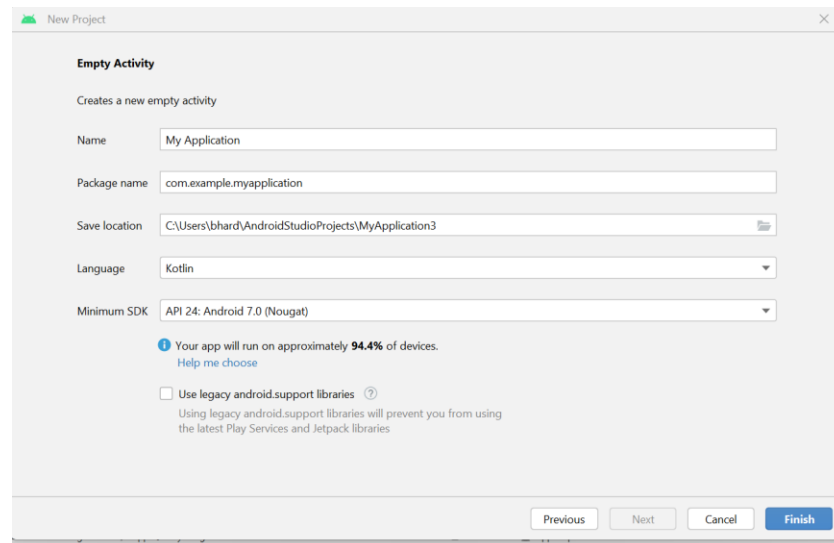 New Project
Empty Activity
Creates a new empty activity
Name My Application
Package name com.example.myapplication
Save location C:\Users\bhard\AndroidStudioProjects\MyApplication3
Language Kotlin
Minimum SDK API 24: Android 7.0 (Nougat)
Your app will run on approximately 94.4% of devices.
Help me choose
Use legacy android.support libraries ?
Using legacy android.support libraries will prevent you from using
the latest Play Services and Jetpack libraries
Previous Next Cancel Finish